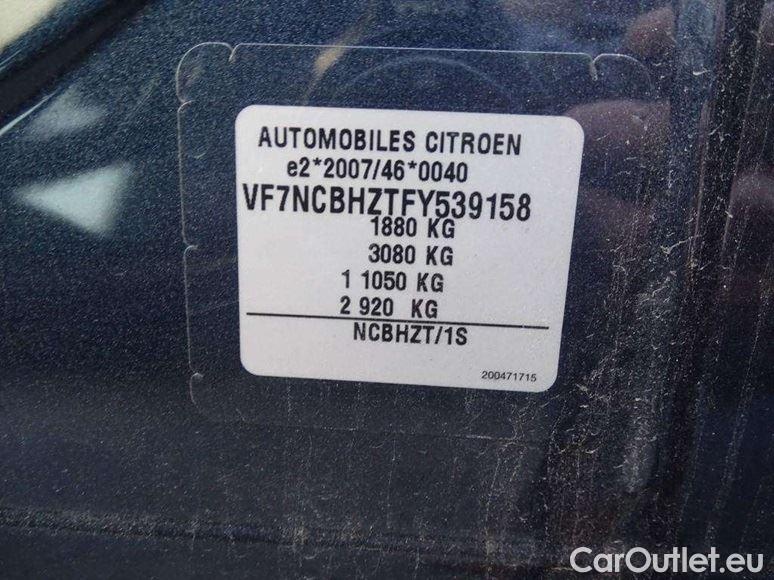 AUTOMOBILES CITROEN
e2*2007/46*0040
VF7NCBHZTFY539158
1880 KG
3080 KG
1 1050 KG
2 920 KG
NCBHZT/1S
200471715
CarOutlet.eu